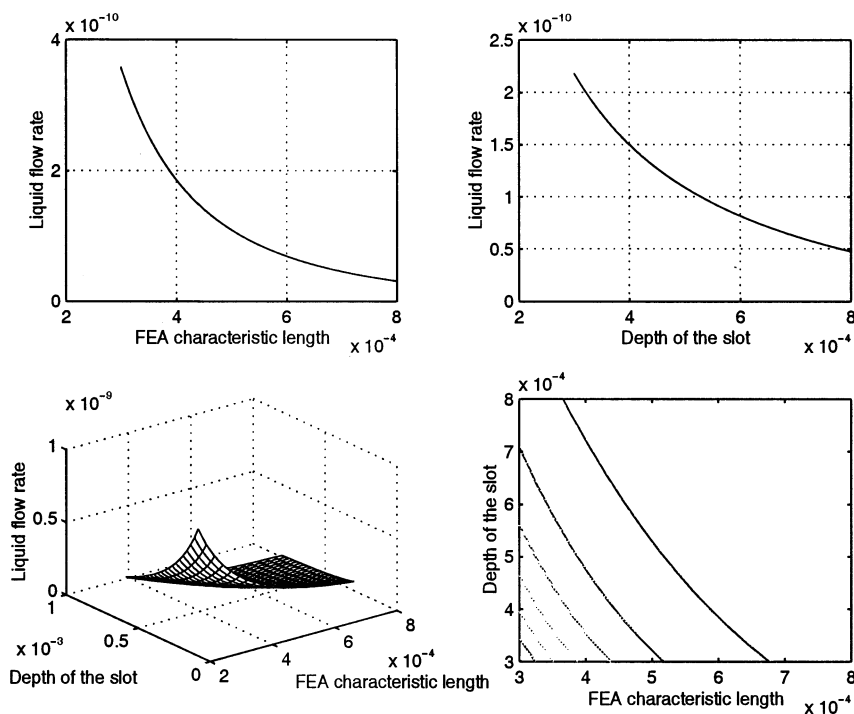 x 10⁻¹⁰
4
2
0
Liquid flow rate
2
4
6
8
FEA characteristic length
x 10⁻⁴
x 10⁻¹⁰
2.5
2
1.5
1
0.5
0
Liquid flow rate
2
4
6
8
Depth of the slot
x 10⁻⁴
x 10⁻⁹
1
0.5
0
Liquid flow rate
1
0.5
0
x 10⁻³
Depth of the slot
2
4
6
8
x 10⁻⁴
FEA characteristic length
x 10⁻⁴
8
7
6
5
4
3
Depth of the slot
3
4
5
6
7
8
FEA characteristic length
x 10⁻⁴